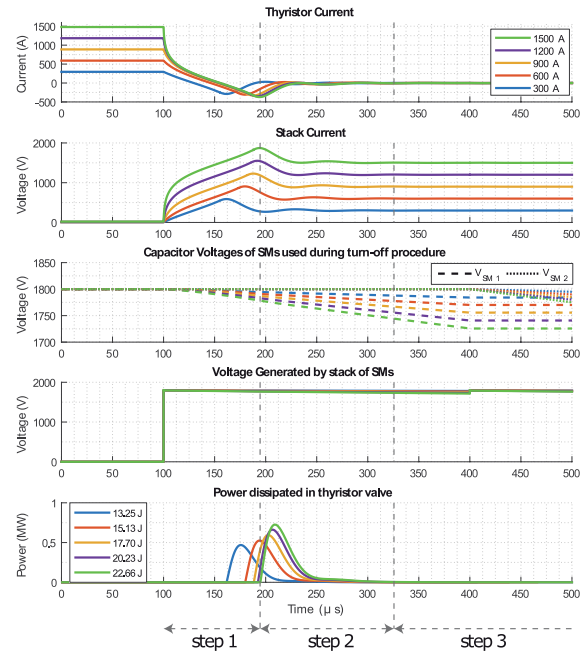 Thyristor Current
Current (A)
1500
1000
500
0
-500
1500 A
1200 A
900 A
600 A
300 A
0 50 100 150 200 250 300 350 400 450 500
Stack Current
Voltage (V)
2000
1000
0
0 50 100 150 200 250 300 350 400 450 500
Capacitor Voltages of SMs used during turn-off procedure
Voltage (V)
1850
1800
1750
1700
V SM 1 V SM 2
0 50 100 150 200 250 300 350 400 450 500
Voltage Generated by stack of SMs
Voltage (V)
2000
1000
0
0 50 100 150 200 250 300 350 400 450 500
Power dissipated in thyristor valve
Power (MW)
1
0,5
0
13.25 J
15.13 J
17.70 J
20.23 J
22.66 J
0 50 100 150 200 250 300 350 400 450 500
Time (μ s)
step 1 step 2 step 3